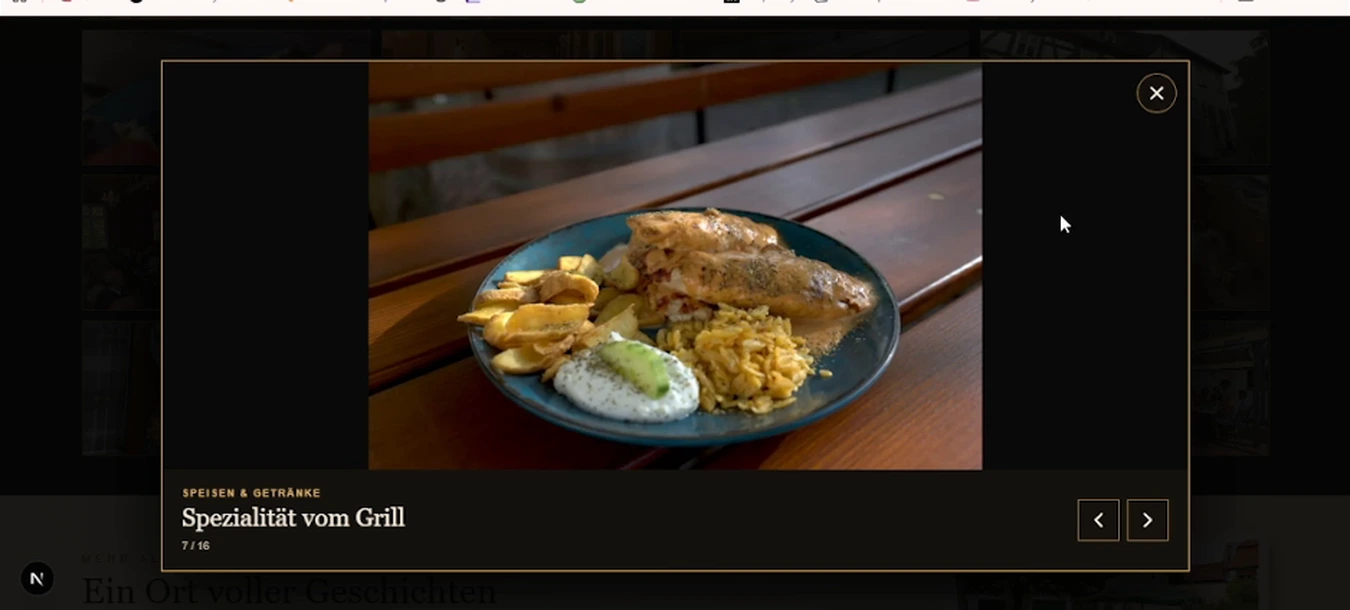 SPEISEN & GETRÄNKE
Spezialität vom Grill
7 / 16
N
Ein Ort voller Geschichten